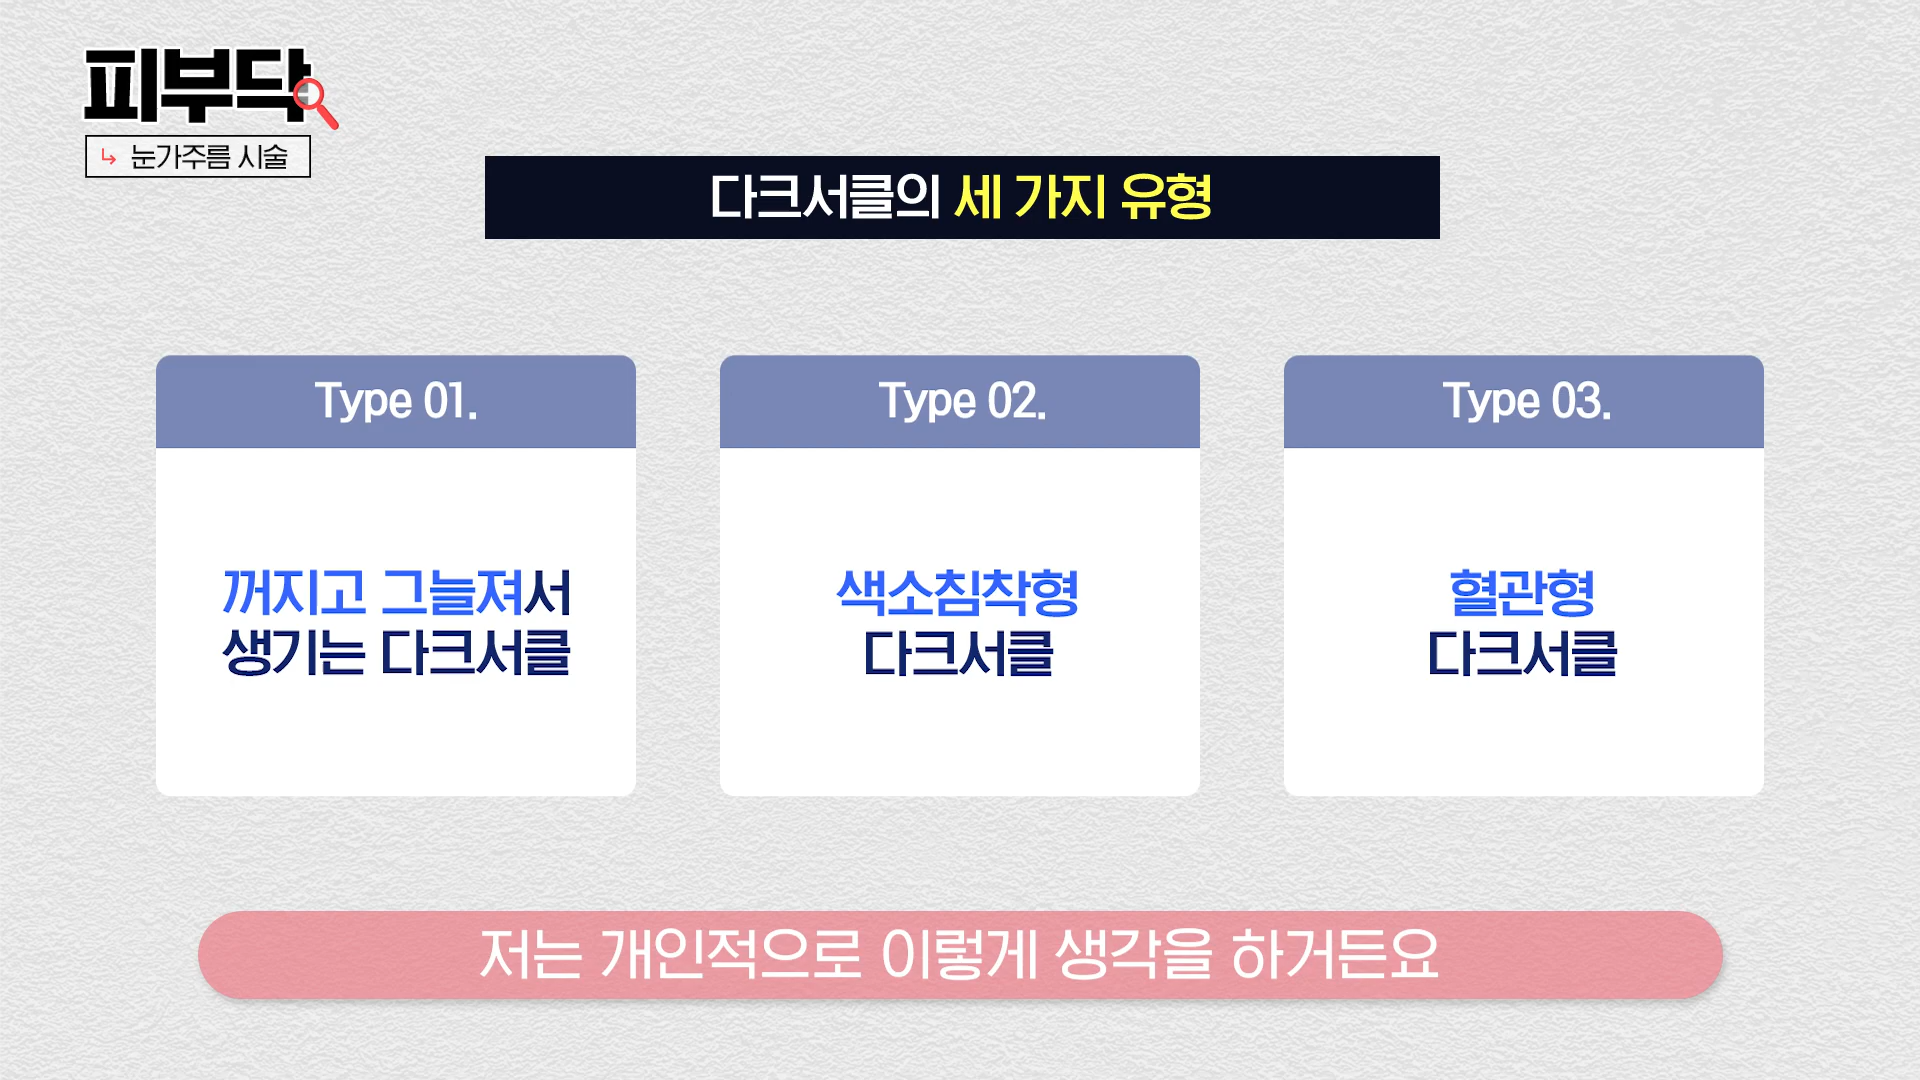 피부닥
↳ 눈가주름 시술
다크서클의 세 가지 유형
Type 01.
꺼지고 그늘져서
생기는 다크서클
Type 02.
색소침착형
다크서클
Type 03.
혈관형
다크서클
저는 개인적으로 이렇게 생각을 하거든요